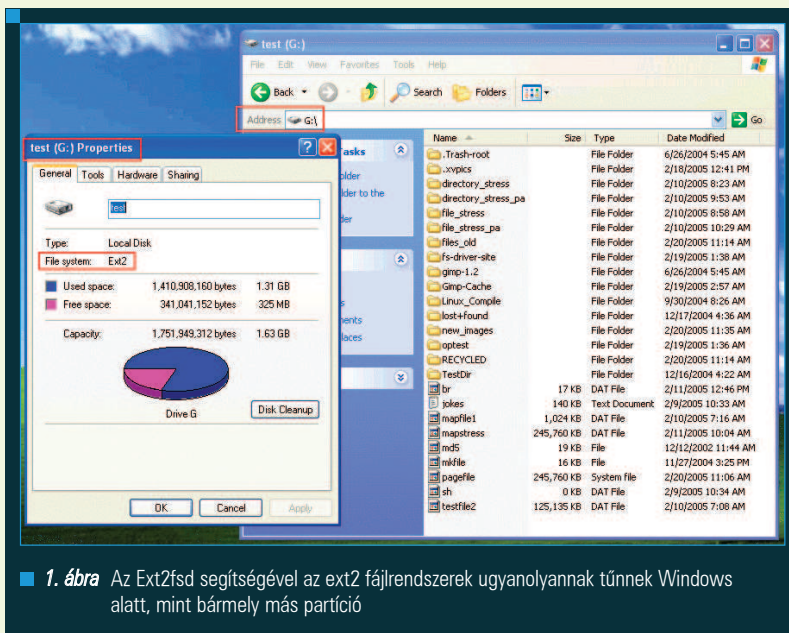 test (G:)
File Edit View Favorites Tools Help
Back Search Folders
Address G:\ Go
test (G:) Properties
General Tools Hardware Sharing
test
Type: Local Disk
File system: Ext2
Used space: 1,410,908,160 bytes 1.31 GB
Free space: 341,041,152 bytes 325 MB
Capacity: 1,751,949,312 bytes 1.63 GB
Drive G
Disk Cleanup
OK Cancel Apply
Tasks
older
lder to the
der
s
ments
laces
Name Size Type Date Modified
.Trash-root File Folder 6/26/2004 5:45 AM
.xvpics File Folder 2/18/2005 12:41 PM
directory_stress File Folder 2/10/2005 8:23 AM
directory_stress_pa File Folder 2/10/2005 9:53 AM
file_stress File Folder 2/10/2005 8:58 AM
file_stress_pa File Folder 2/10/2005 10:29 AM
files_old File Folder 2/20/2005 11:14 AM
fs-driver-site File Folder 2/19/2005 1:38 AM
gimp-1.2 File Folder 6/26/2004 5:45 AM
Gimp-Cache File Folder 2/19/2005 2:57 AM
Linux_Compile File Folder 9/30/2004 8:26 AM
lost+found File Folder 12/17/2004 4:36 AM
new_images File Folder 2/20/2005 11:35 AM
optest File Folder 2/19/2005 1:36 AM
RECYCLED File Folder 2/20/2005 11:14 AM
TestDir File Folder 12/16/2004 4:22 AM
br 17 KB DAT File 2/11/2005 12:46 PM
jokes 140 KB Text Document 2/9/2005 10:33 AM
mapfile1 1,024 KB DAT File 2/10/2005 7:16 AM
mapstress 245,760 KB DAT File 2/11/2005 10:04 AM
md5 19 KB File 12/12/2002 11:44 AM
mkfile 16 KB File 11/27/2004 3:25 PM
pagefile 245,760 KB System file 2/20/2005 11:06 AM
sh 0 KB DAT File 2/9/2005 10:34 AM
testfile2 125,135 KB DAT File 2/10/2005 7:08 AM
1. ábra Az Ext2fsd segítségével az ext2 fájlrendszerek ugyanolyannak tűnnek Windows
alatt, mint bármely más partíció